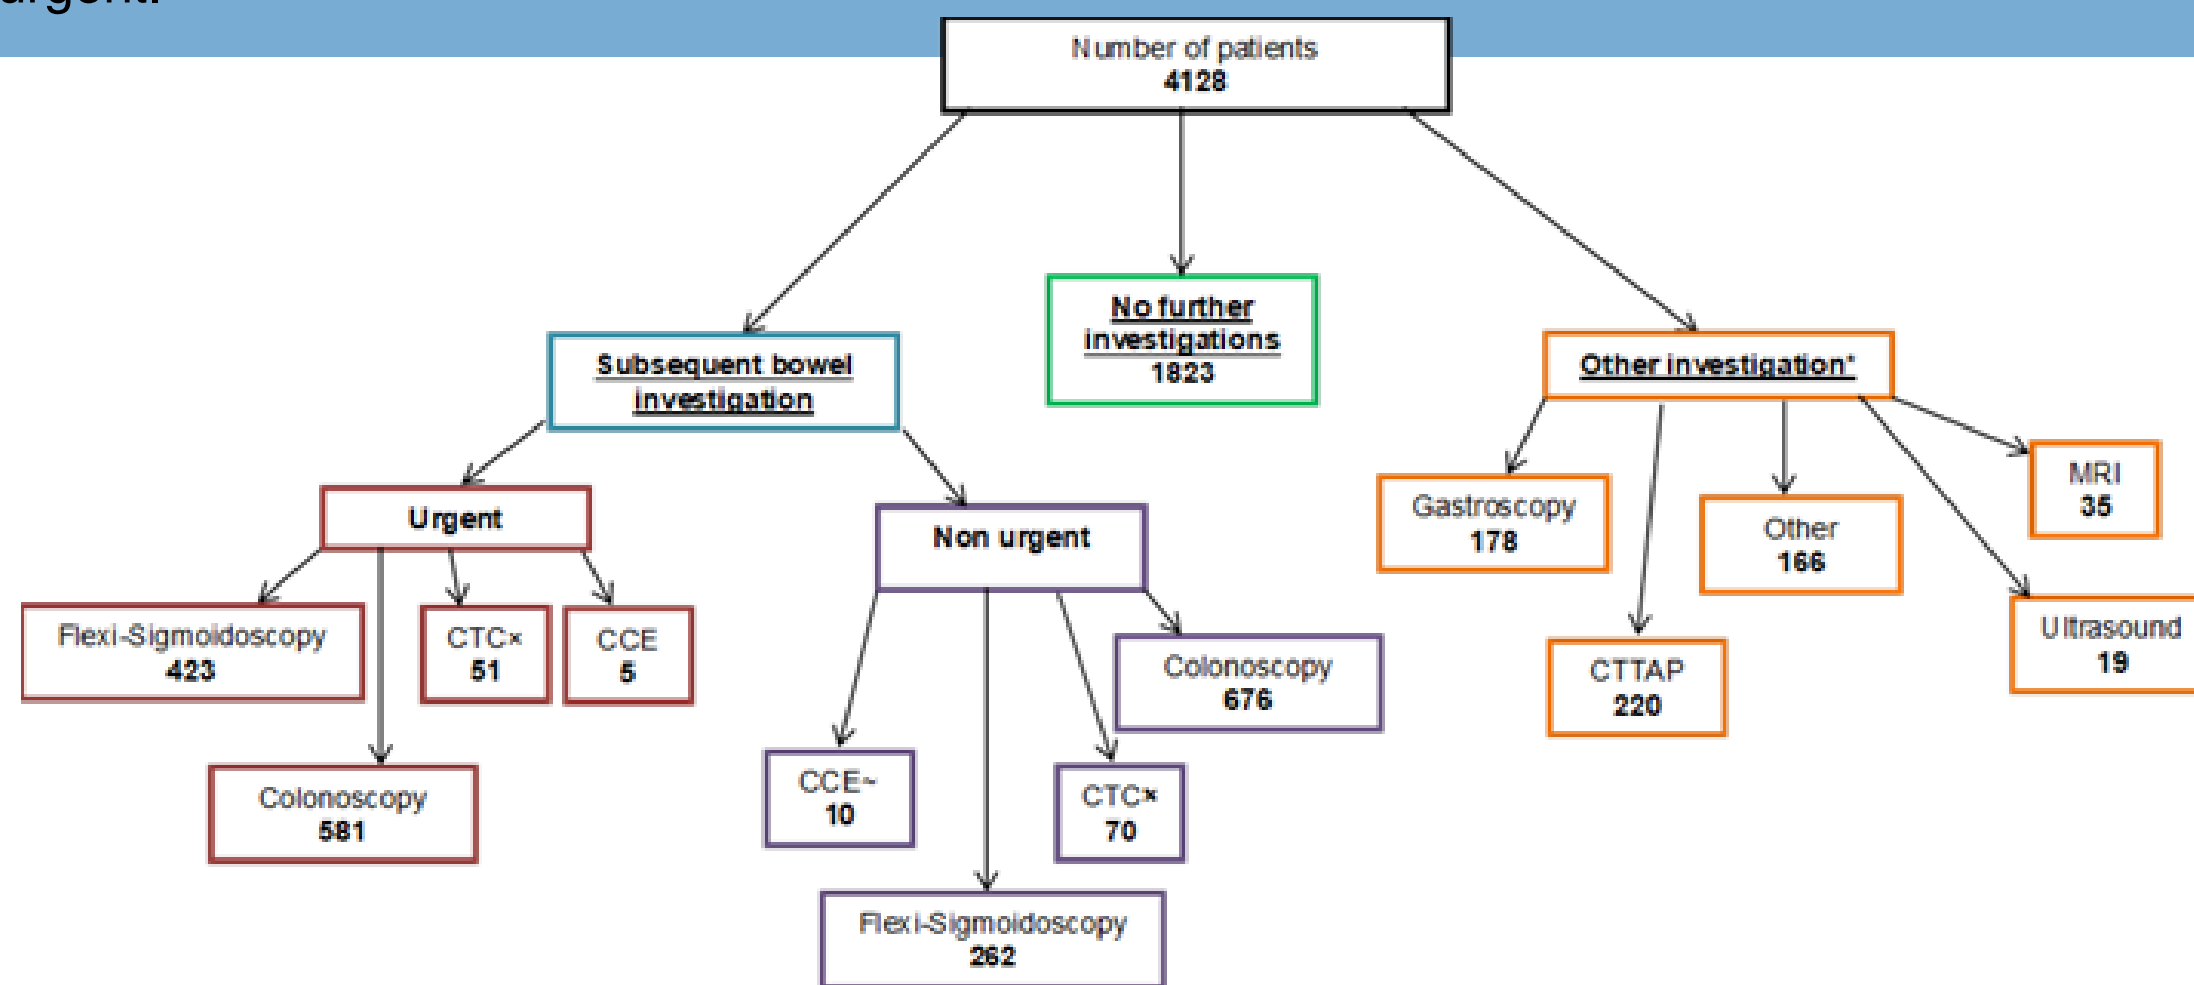 urgent.
Number of patients
4128
No further
investigations
1823
Subsequent bowel
investigation
Other investigation*
Urgent
Non urgent
Gastroscopy
178
Other
166
MRI
35
Flexi-Sigmoidoscopy
423
CTC×
51
CCE
5
Colonoscopy
676
CTTAP
220
Ultrasound
19
Colonoscopy
581
CCE~
10
CTC×
70
Flexi-Sigmoidoscopy
262